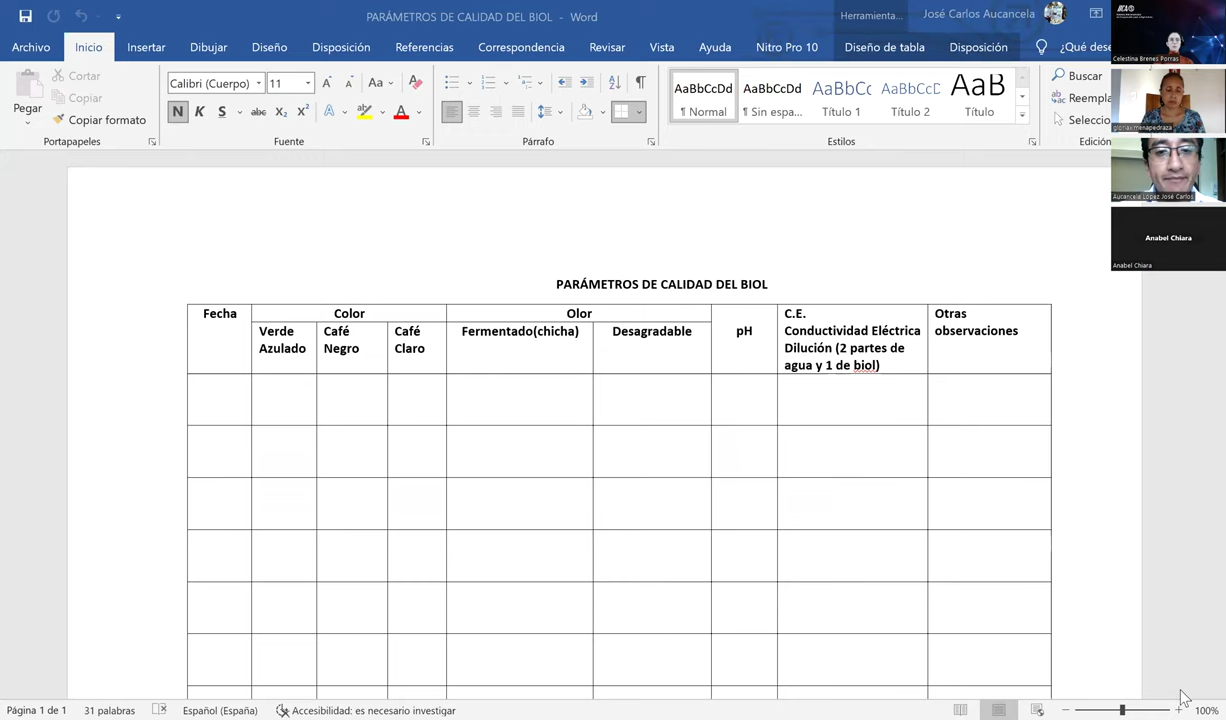 PARÁMETROS DE CALIDAD DEL BIOL - Word
Herramienta...
José Carlos Aucancela
Archivo Inicio Insertar Dibujar Diseño Disposición Referencias Correspondencia Revisar Vista Ayuda Nitro Pro 10 Diseño de tabla Disposición ¿Qué dese
Pegar
Cortar
Copiar
Copiar formato
Portapapeles
Calibri (Cuerpo) 11
Fuente
Párrafo
AaBbCcDd AaBbCcDd AaBbCc AaBbCcD AaB
¶ Normal ¶ Sin espa... Título 1 Título 2 Título
Estilos
Buscar
Reempla
Seleccio
Edición
Celestina Brenes Porras
gloriaximenapedraza
Aucancela López José Carlos
Anabel Chiara
Anabel Chiara
PARÁMETROS DE CALIDAD DEL BIOL
Fecha
Color
Verde
Azulado
Café
Negro
Café
Claro
Olor
Fermentado(chicha)
Desagradable
pH
C.E.
Conductividad Eléctrica
Dilución (2 partes de
agua y 1 de biol)
Otras
observaciones
Página 1 de 1 31 palabras Español (España) Accesibilidad: es necesario investigar 100%